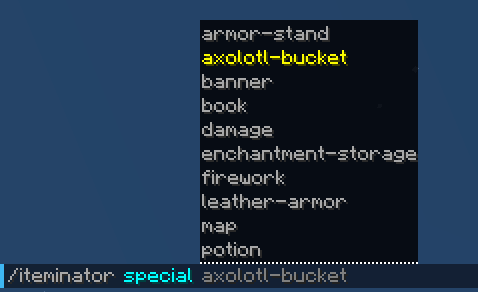 armor-stand
axolotl-bucket
banner
book
damage
enchantment-storage
firework
leather-armor
map
potion
/iteminator special axolotl-bucket